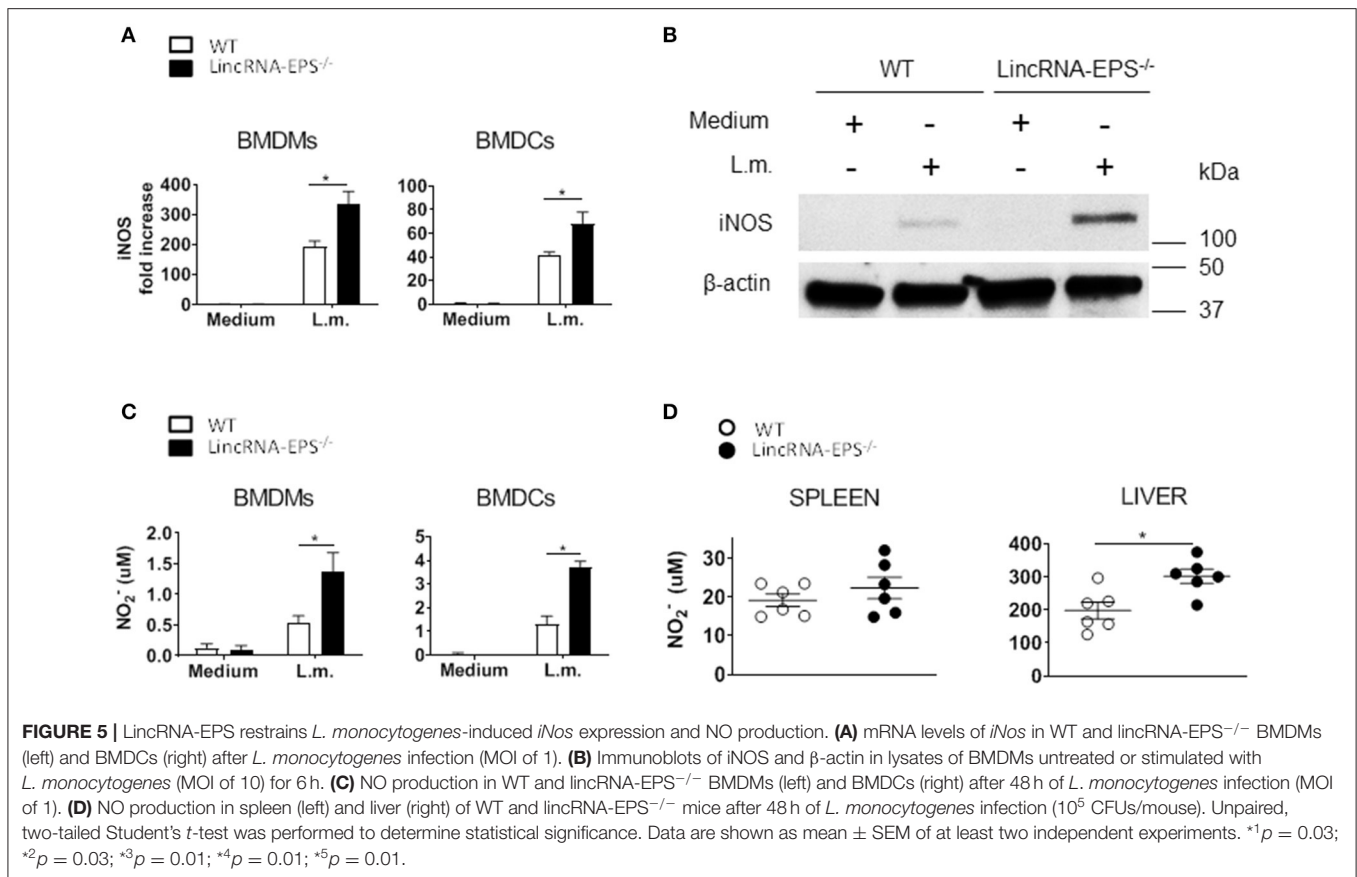 A
WT
LincRNA-EPS-/-
BMDMs
BMDCs
iNOS
fold increase
400
300
200
100
0
Medium L.m.
*
100
80
60
40
20
0
Medium L.m.
*
B
WT LincRNA-EPS-/-
Medium + - + -
L.m. - + - + kDa
iNOS
100
50
β-actin
37
C
WT
LincRNA-EPS-/-
BMDMs
BMDCs
NO2- (uM)
2.0
1.5
1.0
0.5
0.0
Medium L.m.
*
5
4
3
2
1
0
Medium L.m.
*
D
WT
LincRNA-EPS-/-
SPLEEN
LIVER
NO2- (uM)
30
20
10
0
400
300
200
100
0
*
FIGURE 5 | LincRNA-EPS restrains L. monocytogenes-induced iNos expression and NO production. (A) mRNA levels of iNos in WT and lincRNA-EPS−/− BMDMs
(left) and BMDCs (right) after L. monocytogenes infection (MOI of 1). (B) Immunoblots of iNOS and β-actin in lysates of BMDMs untreated or stimulated with
L. monocytogenes (MOI of 10) for 6 h. (C) NO production in WT and lincRNA-EPS−/− BMDMs (left) and BMDCs (right) after 48 h of L. monocytogenes infection (MOI
of 1). (D) NO production in spleen (left) and liver (right) of WT and lincRNA-EPS−/− mice after 48 h of L. monocytogenes infection (10⁵ CFUs/mouse). Unpaired,
two-tailed Student's t-test was performed to determine statistical significance. Data are shown as mean ± SEM of at least two independent experiments. *¹p = 0.03;
*²p = 0.03; *³p = 0.01; *⁴p = 0.01; *⁵p = 0.01.